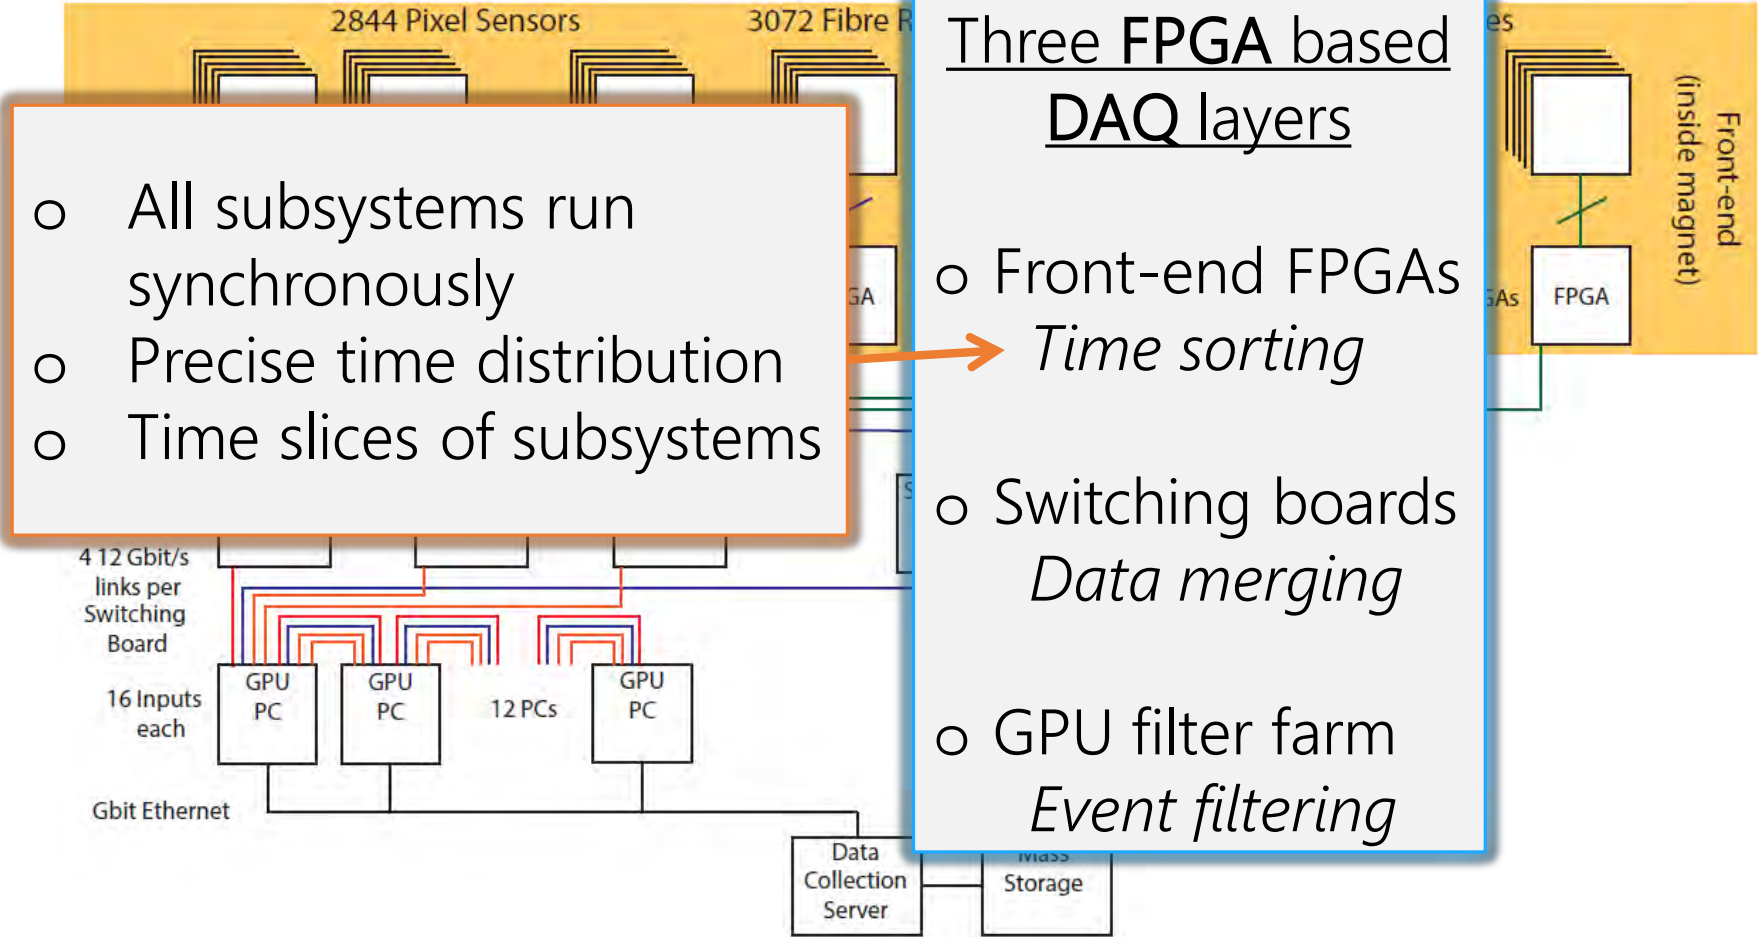 2844 Pixel Sensors
3072 Fibre
Three FPGA based
DAQ layers
Front-end
(inside magnet)
o All subsystems run
synchronously
o Precise time distribution
o Time slices of subsystems
o Front-end FPGAs
Time sorting
FPGA
o Switching boards
Data merging
o GPU filter farm
Event filtering
4 12 Gbit/s
links per
Switching
Board
16 Inputs
each
GPU
PC
GPU
PC
12 PCs
GPU
PC
Gbit Ethernet
Data
Collection
Server
Mass
Storage